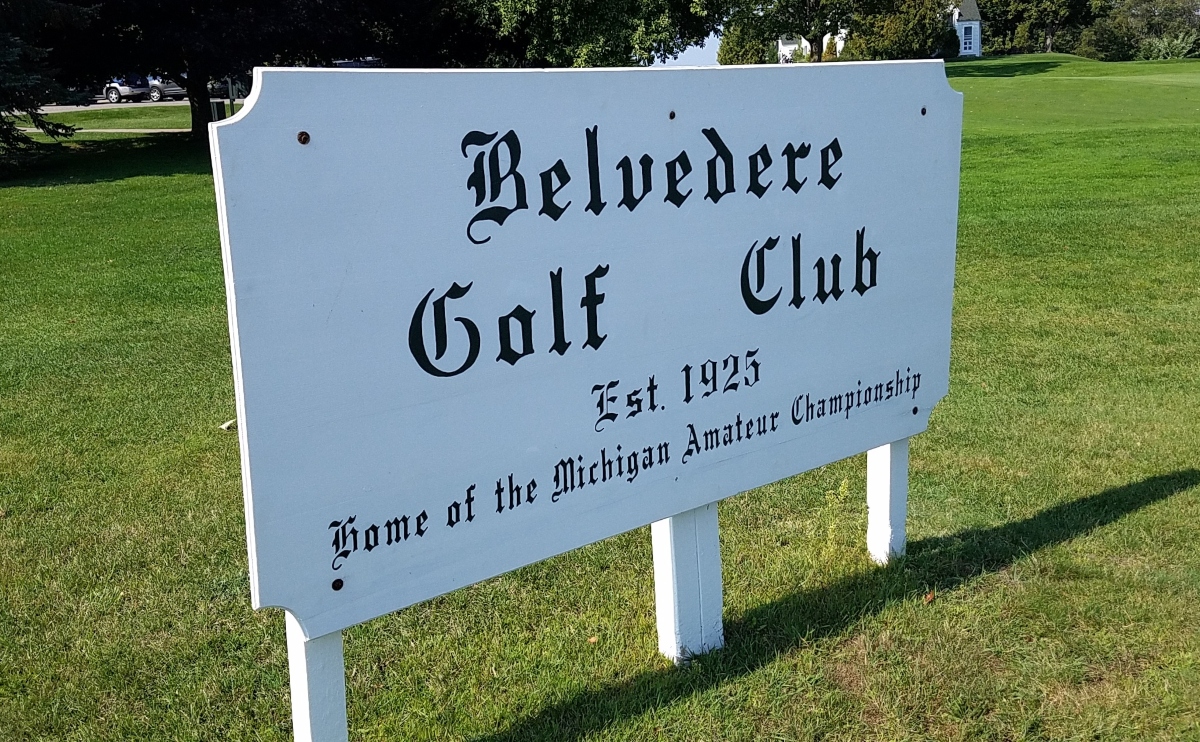 Belvedere
Golf Club
Est. 1925
Home of the Michigan Amateur Championship